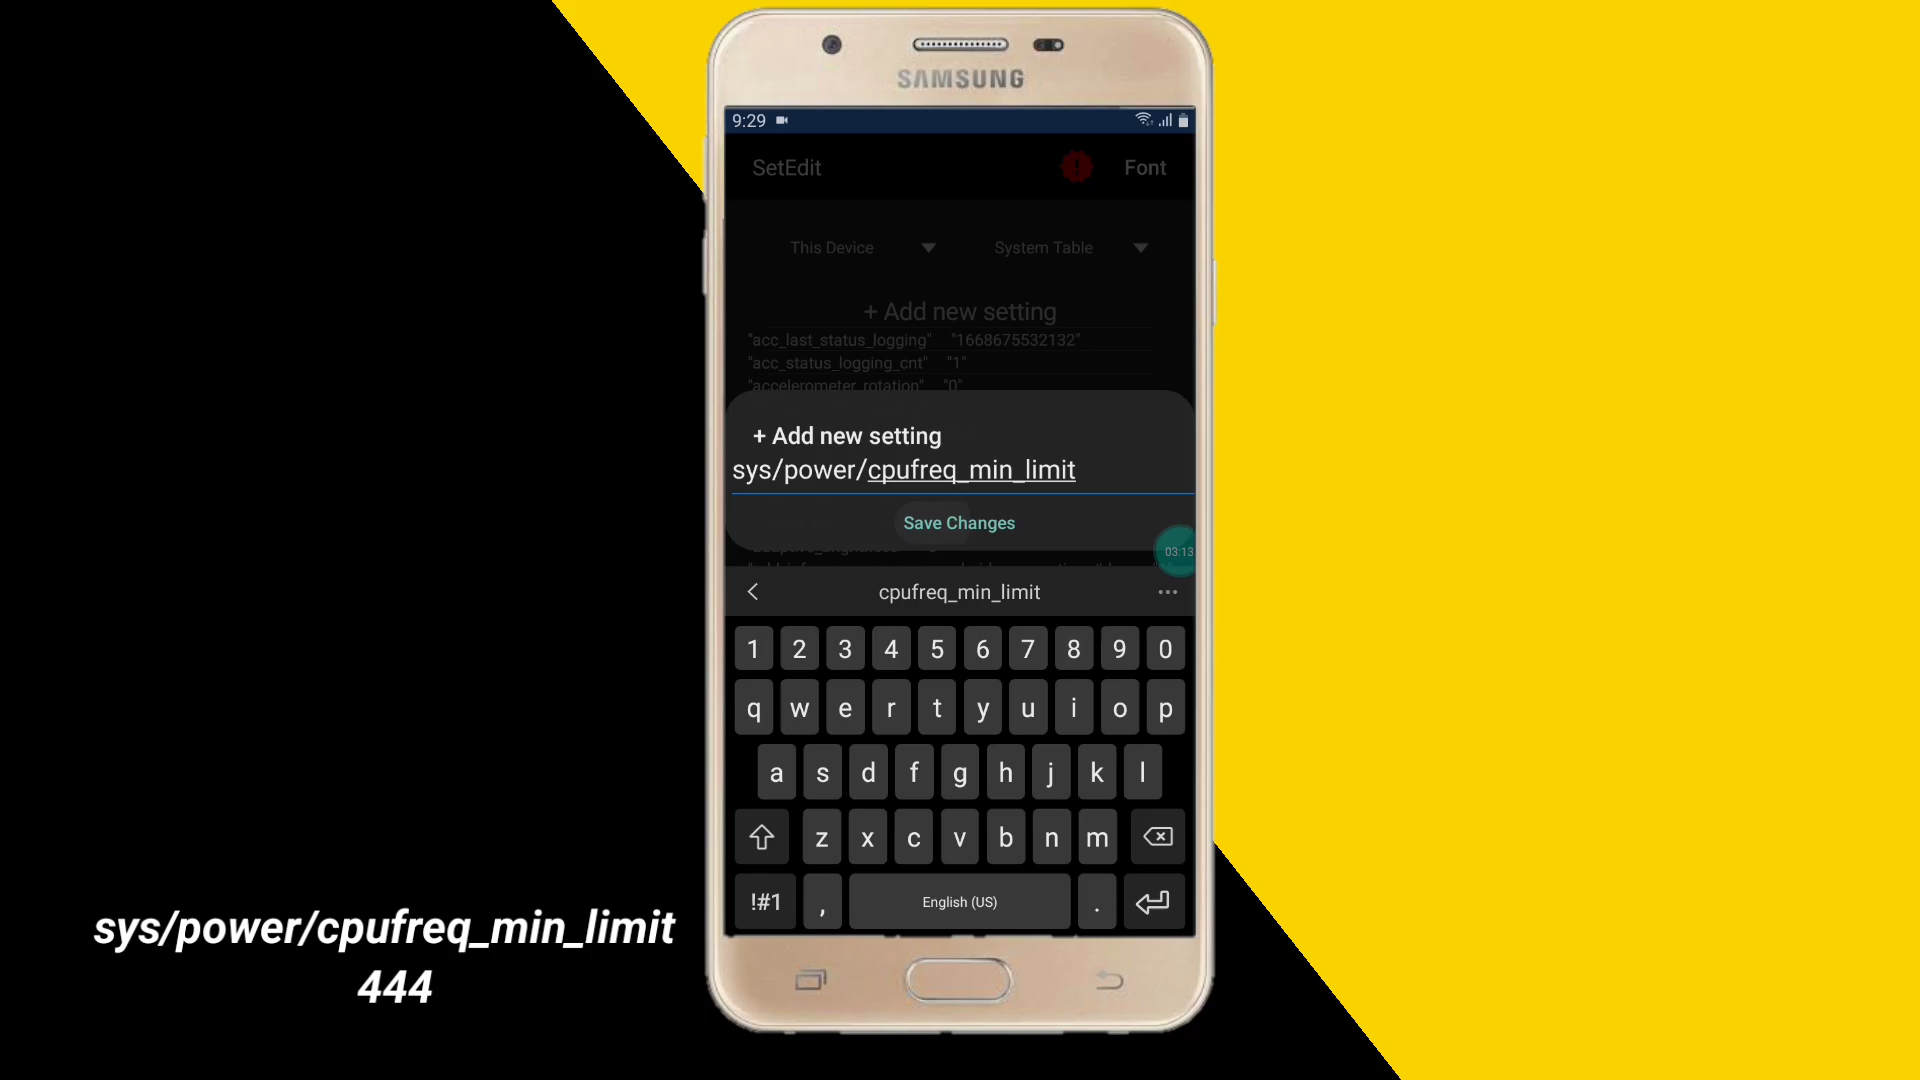 SAMSUNG
9:29
SetEdit
Font
This Device
System Table
+ Add new setting
"acc_last_status_logging" "1668675532132"
"acc_status_logging_cnt" "1"
"accelerometer_rotation" "0"
+ Add new setting
sys/power/cpufreq_min_limit
Save Changes
03:13
cpufreq_min_limit
1 2 3 4 5 6 7 8 9 0
q w e r t y u i o p
a s d f g h j k l
z x c v b n m
!#1 , English (US) .
sys/power/cpufreq_min_limit
444